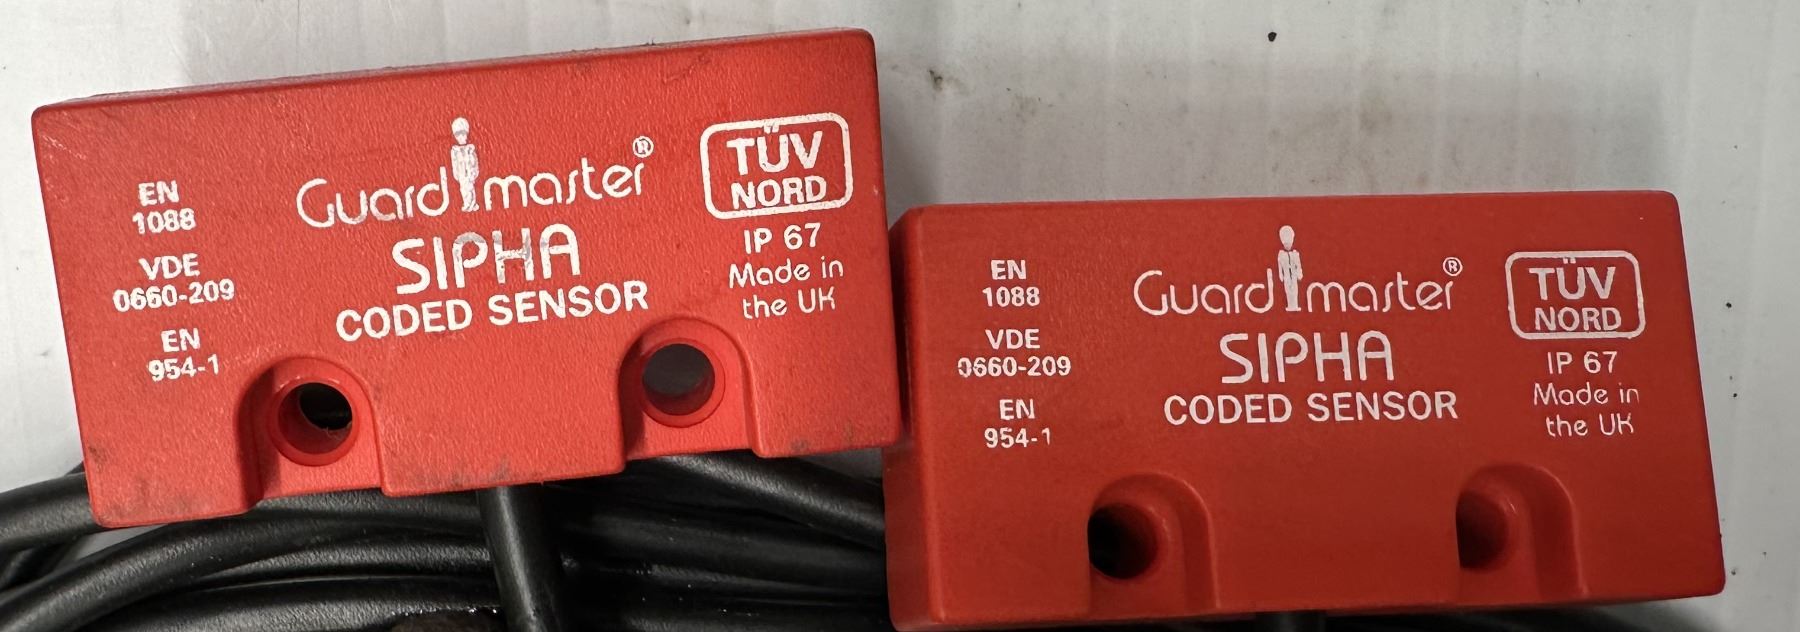 EN
1088
VDE
0660-209
EN
954-1
Guardmaster®
SIPHA
CODED SENSOR
TÜV
NORD
IP 67
Made in
the UK
EN
1088
VDE
0660-209
EN
954-1
Guardmaster®
SIPHA
CODED SENSOR
TÜV
NORD
IP 67
Made in
the UK